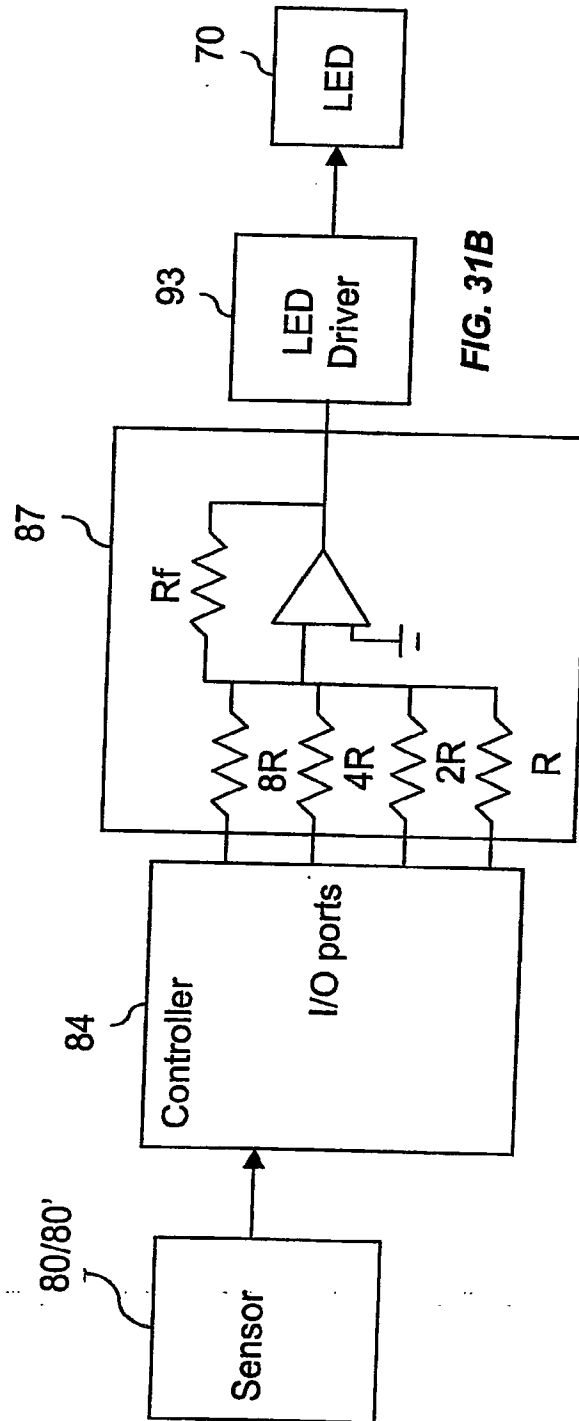 80/80'
Sensor
84
Controller
I/O ports
87
Rf
8R
4R
2R
R
93
LED
Driver
70
LED
FIG. 31B